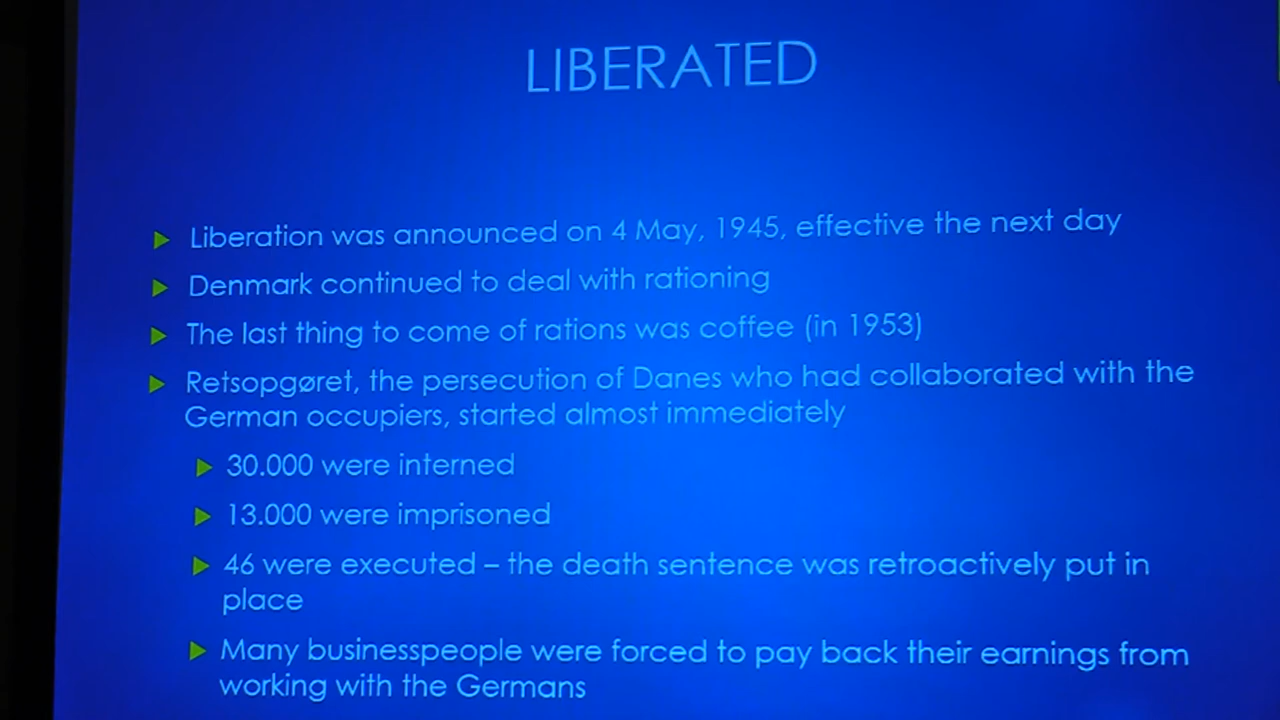 LIBERATED
Liberation was announced on 4 May, 1945, effective the next day
Denmark continued to deal with rationing
The last thing to come of rations was coffee (in 1953)
Retsopgøret, the persecution of Danes who had collaborated with the
German occupiers, started almost immediately
30.000 were interned
13.000 were imprisoned
46 were executed – the death sentence was retroactively put in
place
Many businesspeople were forced to pay back their earnings from
working with the Germans